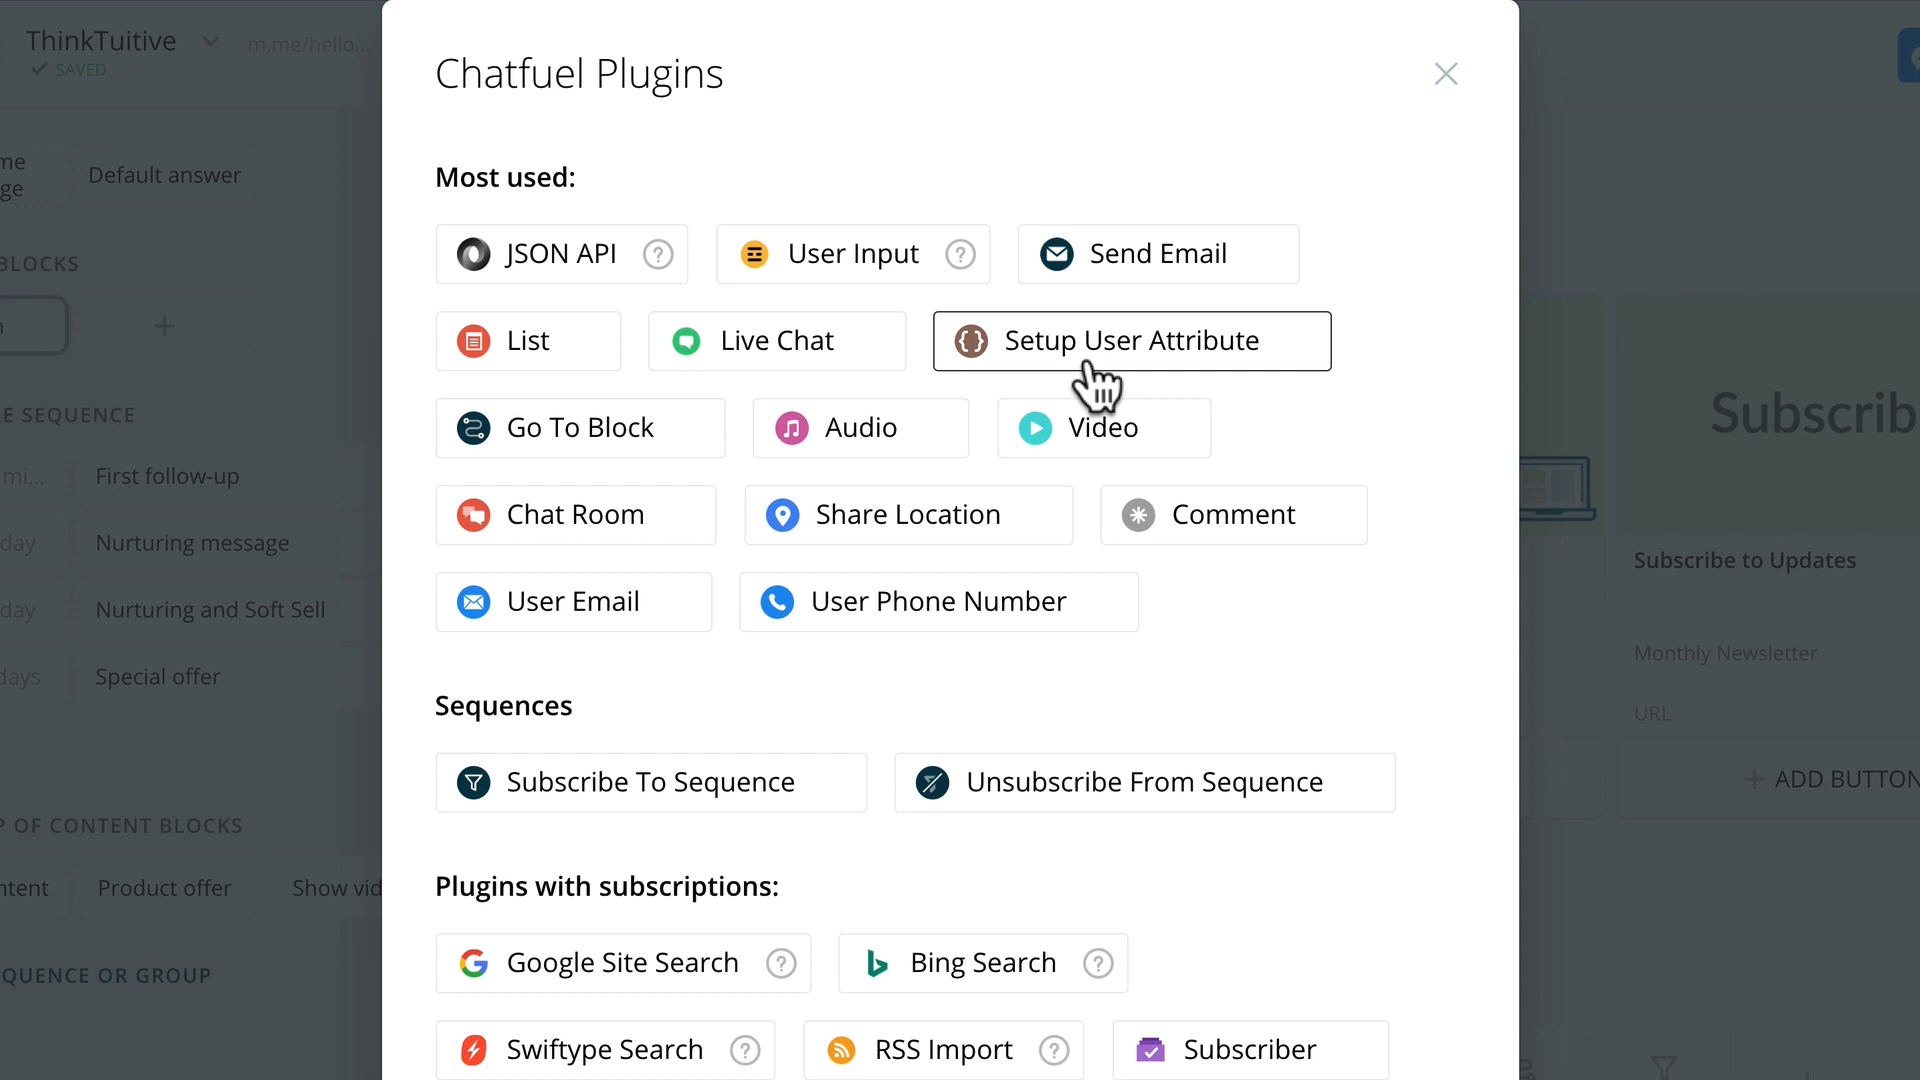 ThinkTuitive m.me/hello...
SAVED
me
ge
Default answer
BLOCKS
+
E SEQUENCE
mi... First follow-up
day Nurturing message
day Nurturing and Soft Sell
days Special offer
P OF CONTENT BLOCKS
ntent Product offer Show vid
QUENCE OR GROUP
Chatfuel Plugins
Most used:
JSON API ? User Input ? Send Email
List Live Chat Setup User Attribute
Go To Block Audio Video
Chat Room Share Location Comment
User Email User Phone Number
Sequences
Subscribe To Sequence Unsubscribe From Sequence
Plugins with subscriptions:
Google Site Search ? Bing Search ?
Swiftype Search ? RSS Import ? Subscriber
Subscrib
Subscribe to Updates
Monthly Newsletter
URL
+ ADD BUTTON